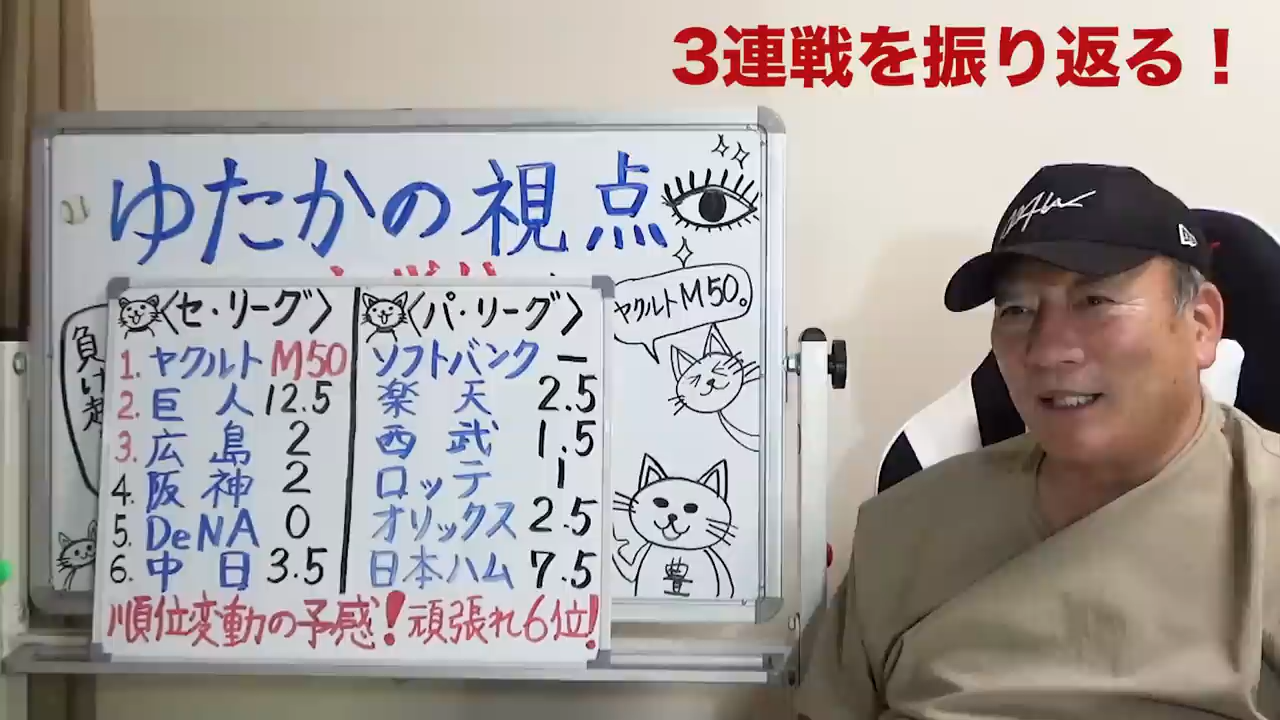 3連戦を振り返る！
ゆたかの視点
ヤクルトM50。
負け起
〈セ・リーグ〉
1. ヤクルト M50
2. 巨人 12.5
3. 広島 2
4. 阪神 2
5. DeNA 0
6. 中日 3.5
〈パ・リーグ〉
ソフトバンク ー
楽天 2.5
西武 1.5
ロッテ 1
オリックス 2.5
日本ハム 7.5
順位変動の予感！頑張れ6位！
豊